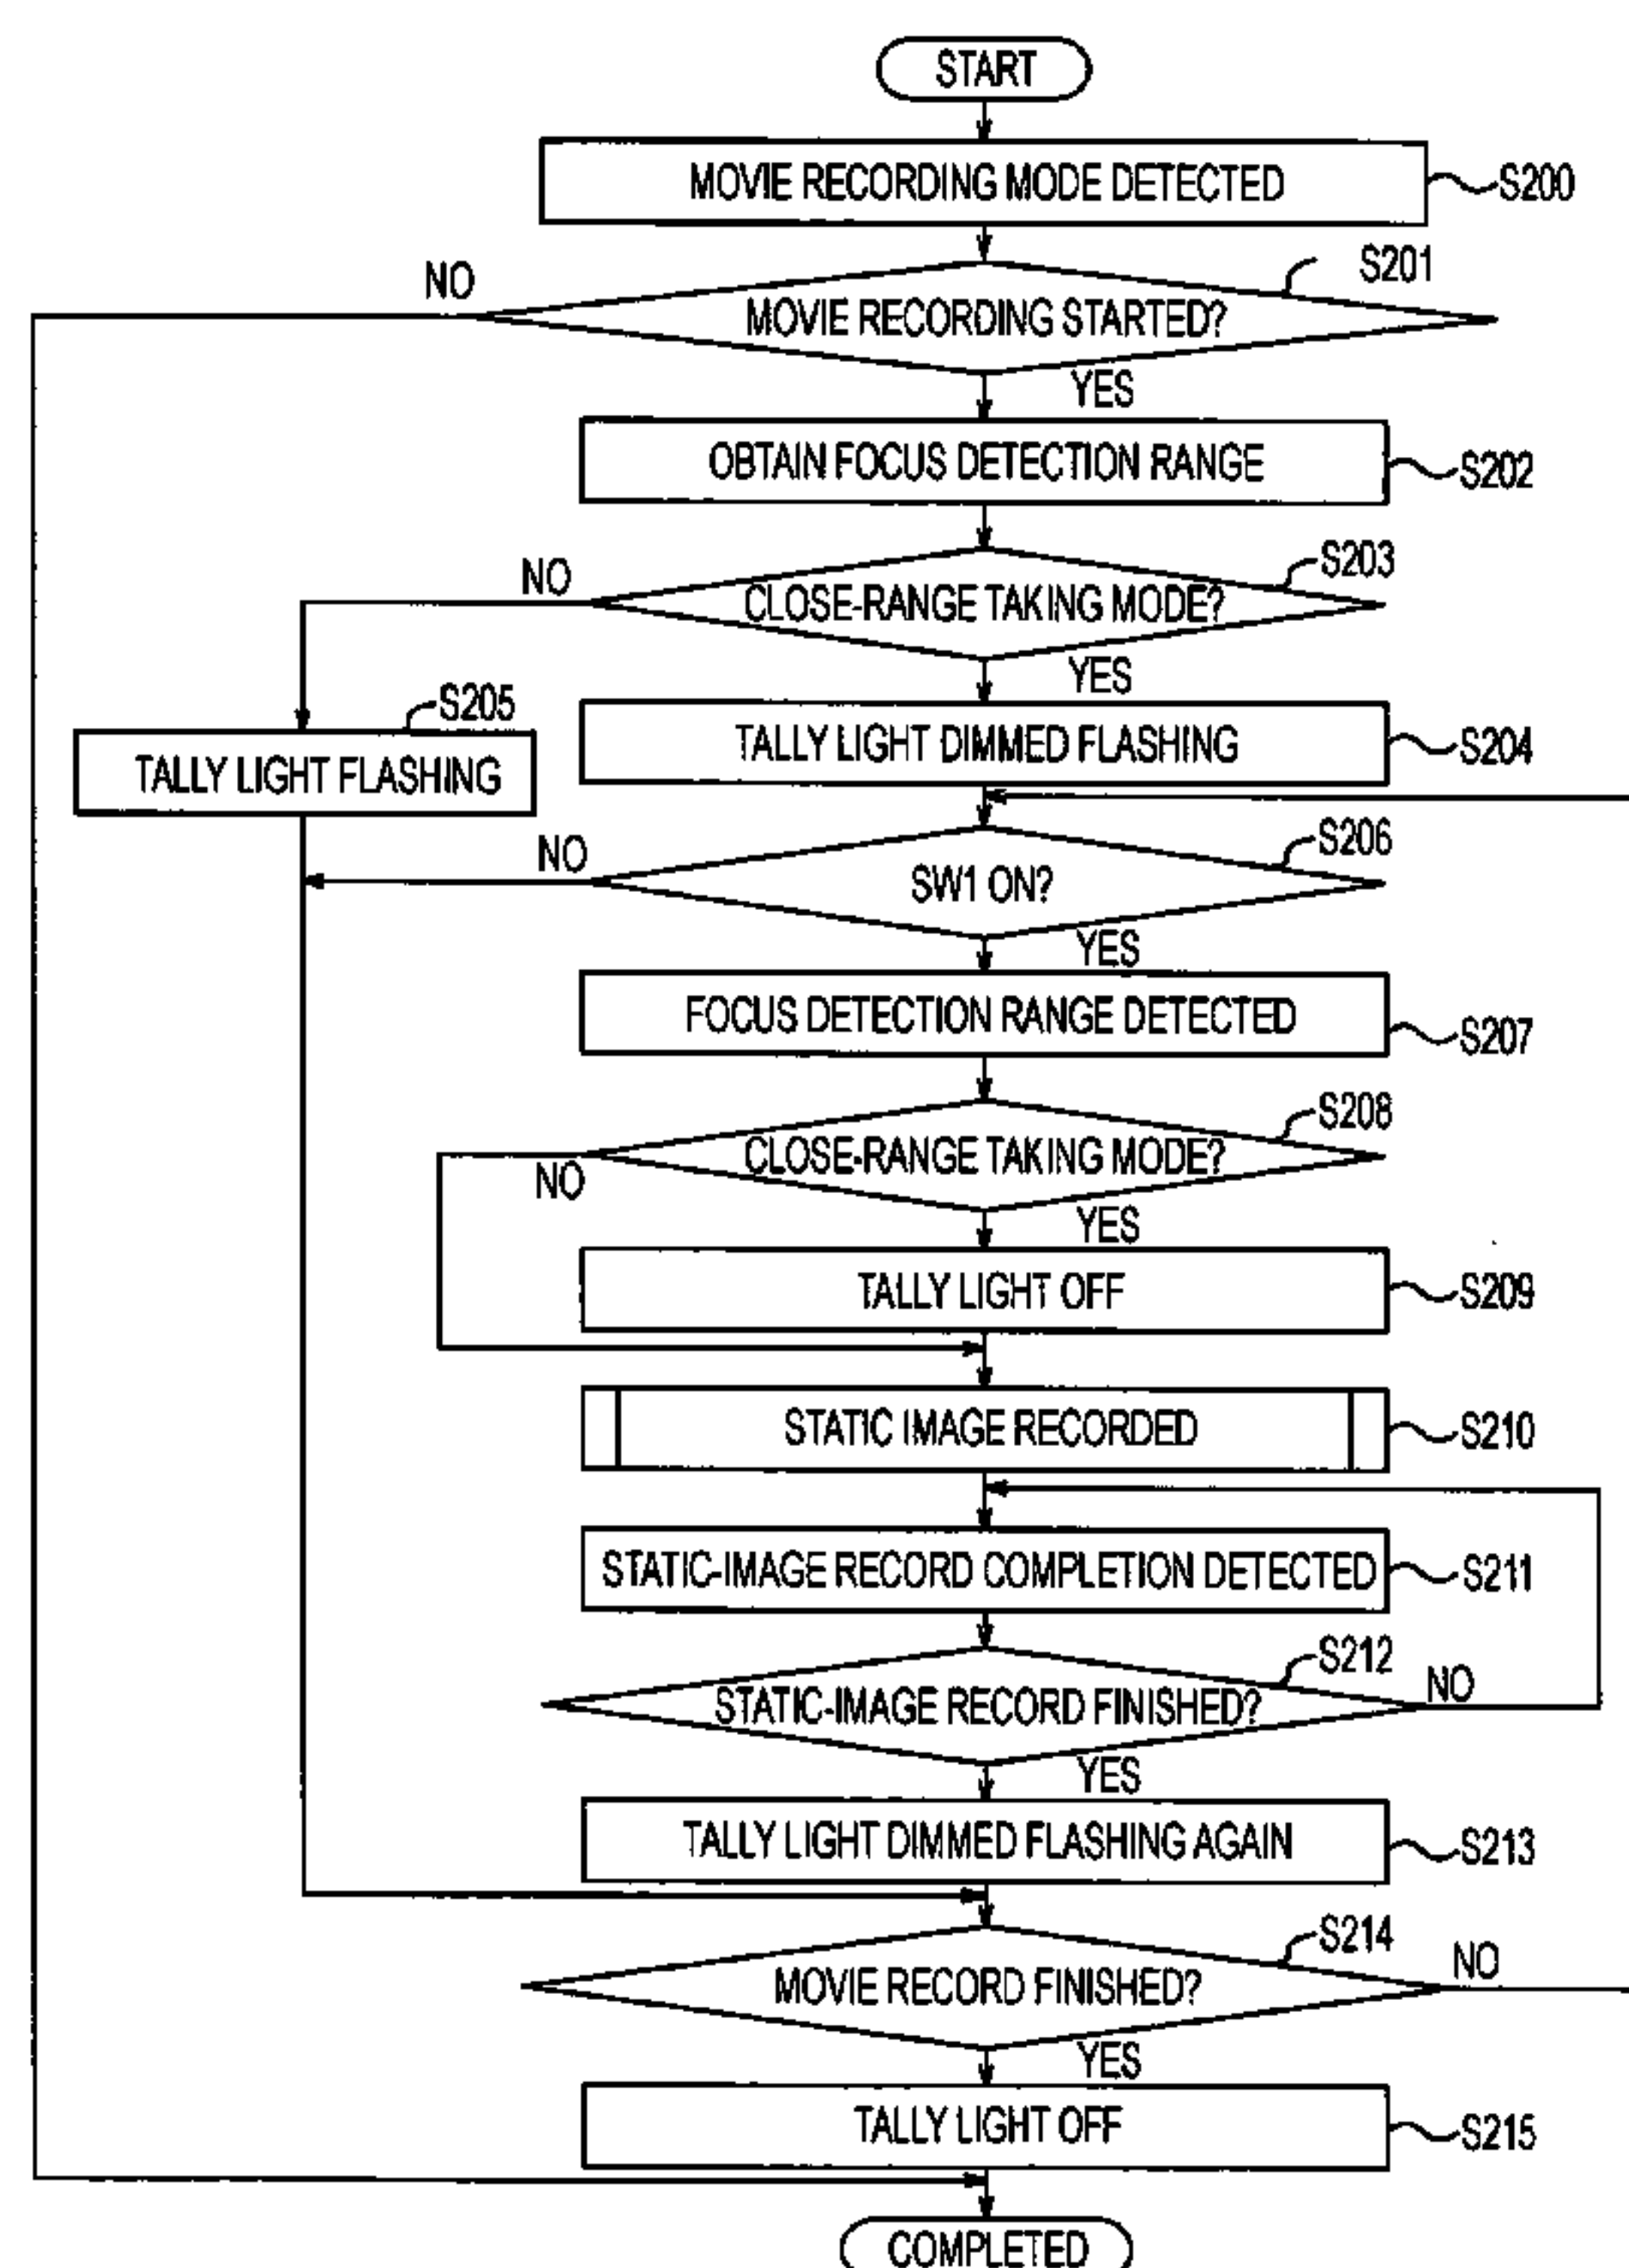 START
MOVIE RECORDING MODE DETECTED
S200
NO
S201
MOVIE RECORDING STARTED?
YES
OBTAIN FOCUS DETECTION RANGE
S202
NO
S203
CLOSE-RANGE TAKING MODE?
YES
S205
TALLY LIGHT FLASHING
TALLY LIGHT DIMMED FLASHING
S204
NO
S206
SW1 ON?
YES
FOCUS DETECTION RANGE DETECTED
S207
S208
CLOSE-RANGE TAKING MODE?
NO
YES
TALLY LIGHT OFF
S209
STATIC IMAGE RECORDED
S210
STATIC-IMAGE RECORD COMPLETION DETECTED
S211
S212
STATIC-IMAGE RECORD FINISHED?
NO
YES
TALLY LIGHT DIMMED FLASHING AGAIN
S213
S214
MOVIE RECORD FINISHED?
NO
YES
TALLY LIGHT OFF
S215
COMPLETED